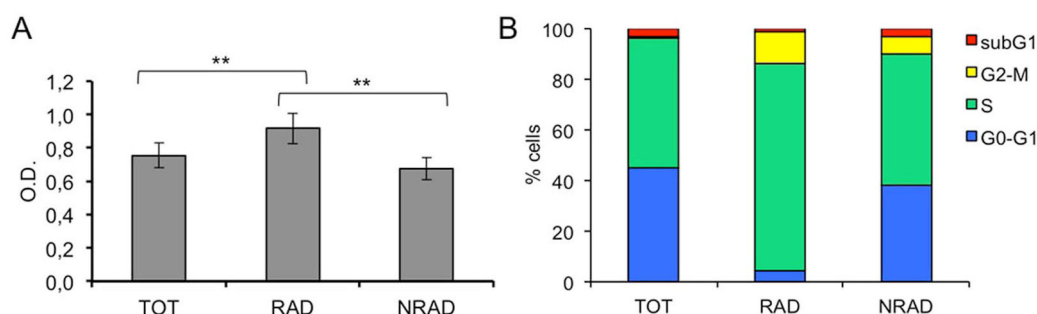 A
O.D.
1,2
1,0
0,8
0,6
0,4
0,2
0,0
**
**
TOT
RAD
NRAD
B
% cells
100
80
60
40
20
0
TOT
RAD
NRAD
subG1
G2-M
S
G0-G1